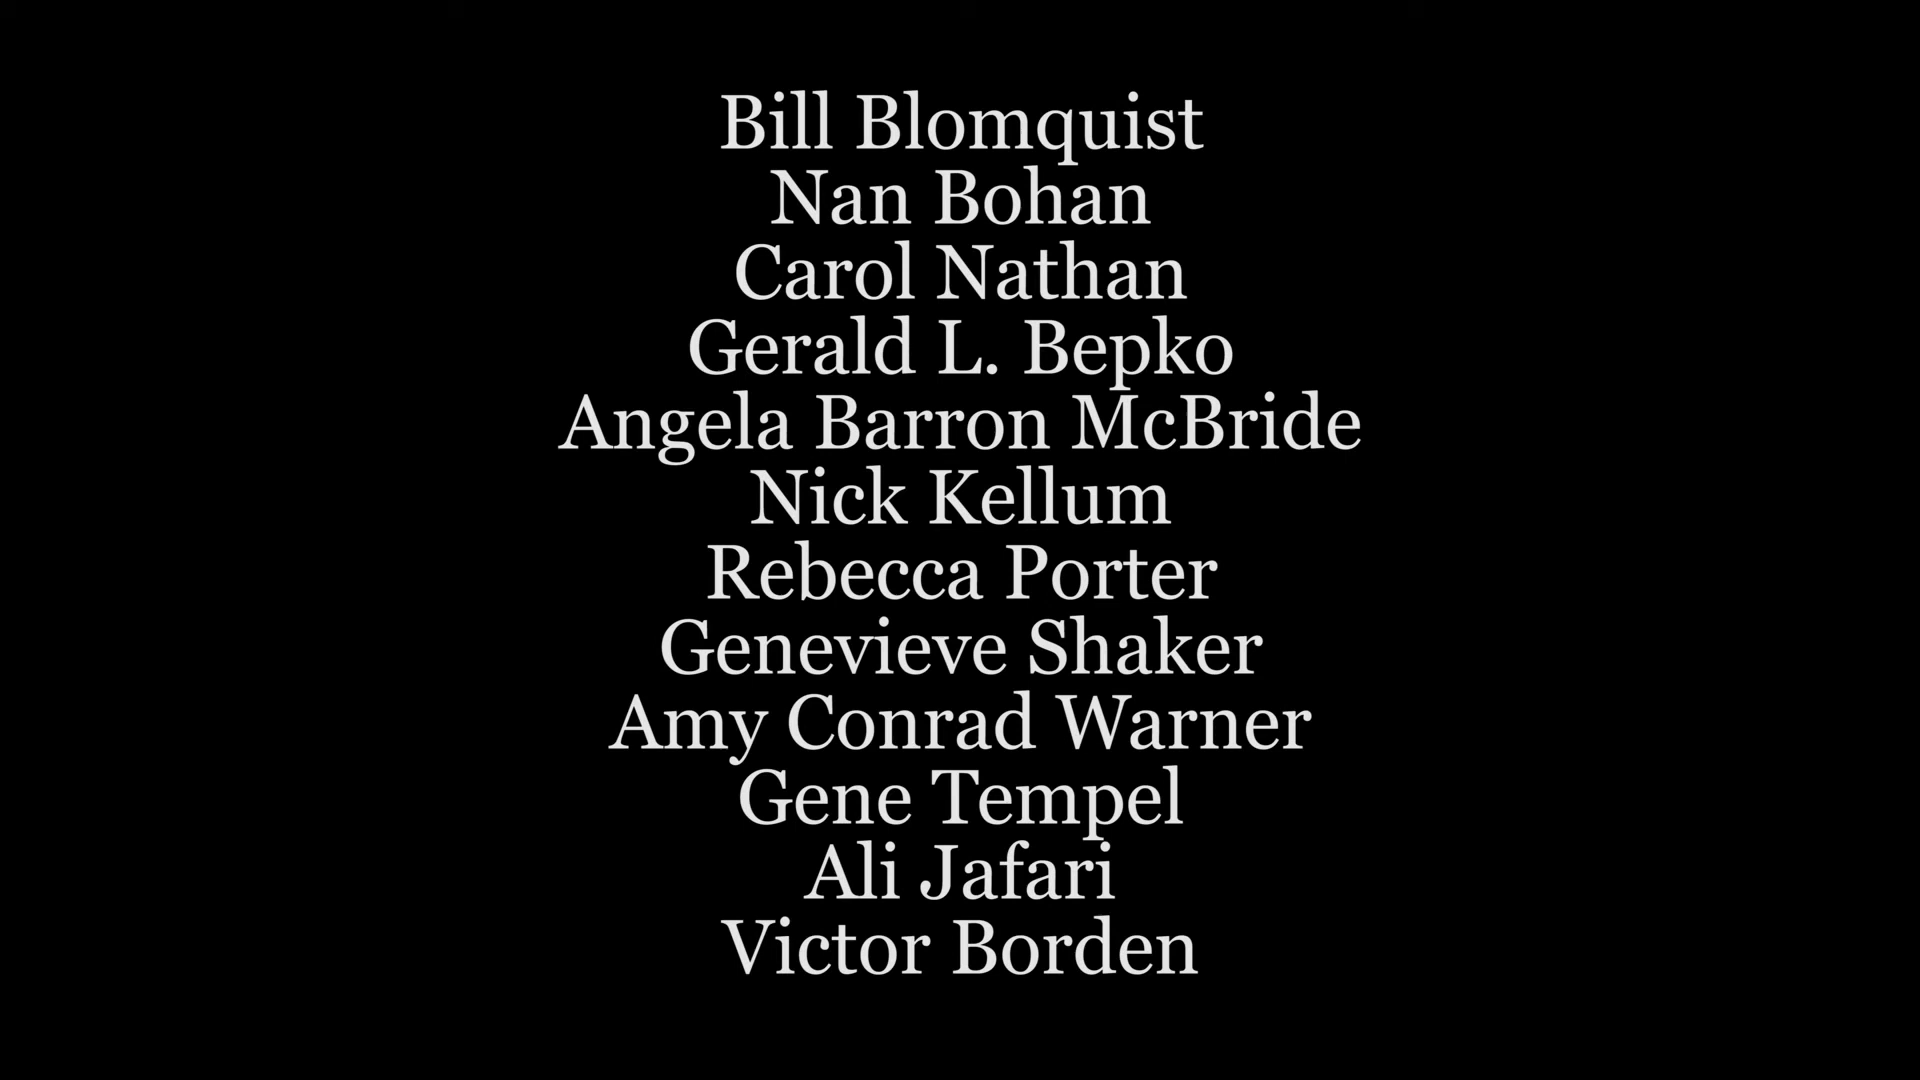 Bill Blomquist
Nan Bohan
Carol Nathan
Gerald L. Bepko
Angela Barron McBride
Nick Kellum
Rebecca Porter
Genevieve Shaker
Amy Conrad Warner
Gene Tempel
Ali Jafari
Victor Borden